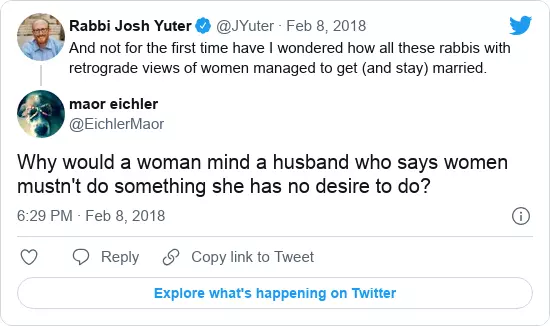 Rabbi Josh Yuter @JYuter · Feb 8, 2018
And not for the first time have I wondered how all these rabbis with
retrograde views of women managed to get (and stay) married.
maor eichler
@EichlerMaor
Why would a woman mind a husband who says women
mustn't do something she has no desire to do?
6:29 PM · Feb 8, 2018
Reply
Copy link to Tweet
Explore what's happening on Twitter